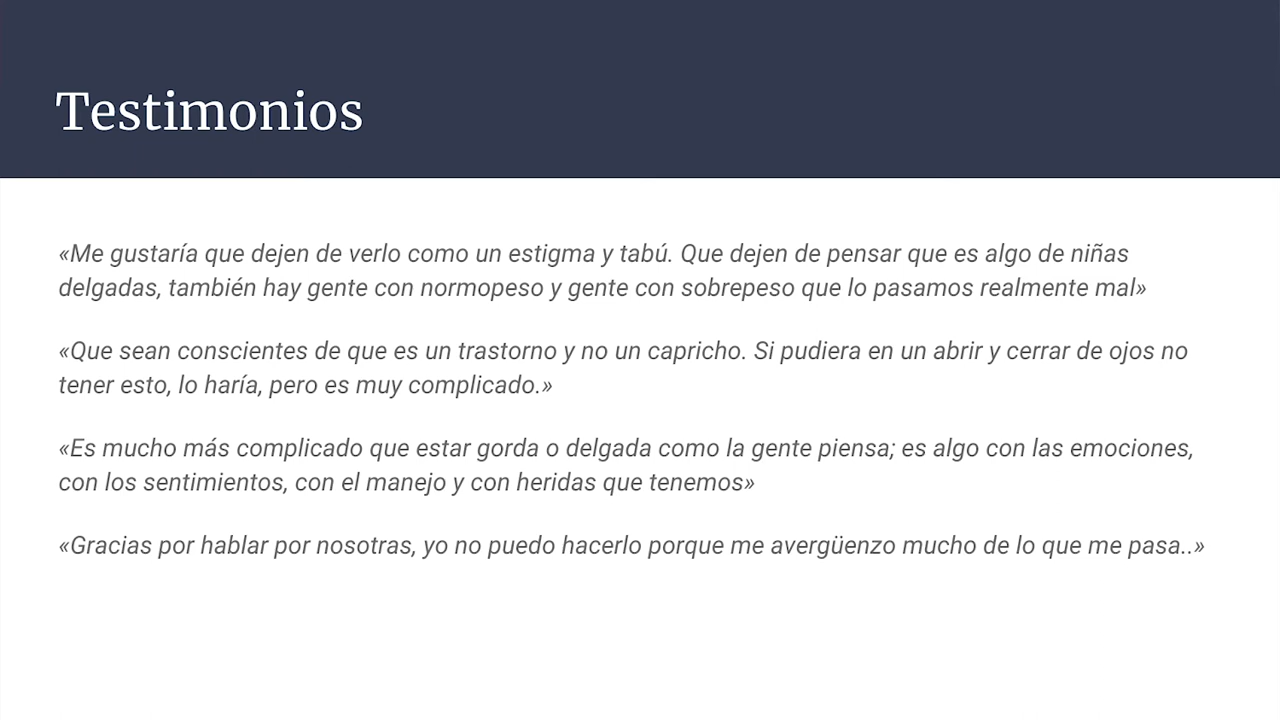 Testimonios
«Me gustaría que dejen de verlo como un estigma y tabú. Que dejen de pensar que es algo de niñas
delgadas, también hay gente con normopeso y gente con sobrepeso que lo pasamos realmente mal»
«Que sean conscientes de que es un trastorno y no un capricho. Si pudiera en un abrir y cerrar de ojos no
tener esto, lo haría, pero es muy complicado.»
«Es mucho más complicado que estar gorda o delgada como la gente piensa; es algo con las emociones,
con los sentimientos, con el manejo y con heridas que tenemos»
«Gracias por hablar por nosotras, yo no puedo hacerlo porque me avergüenzo mucho de lo que me pasa..»